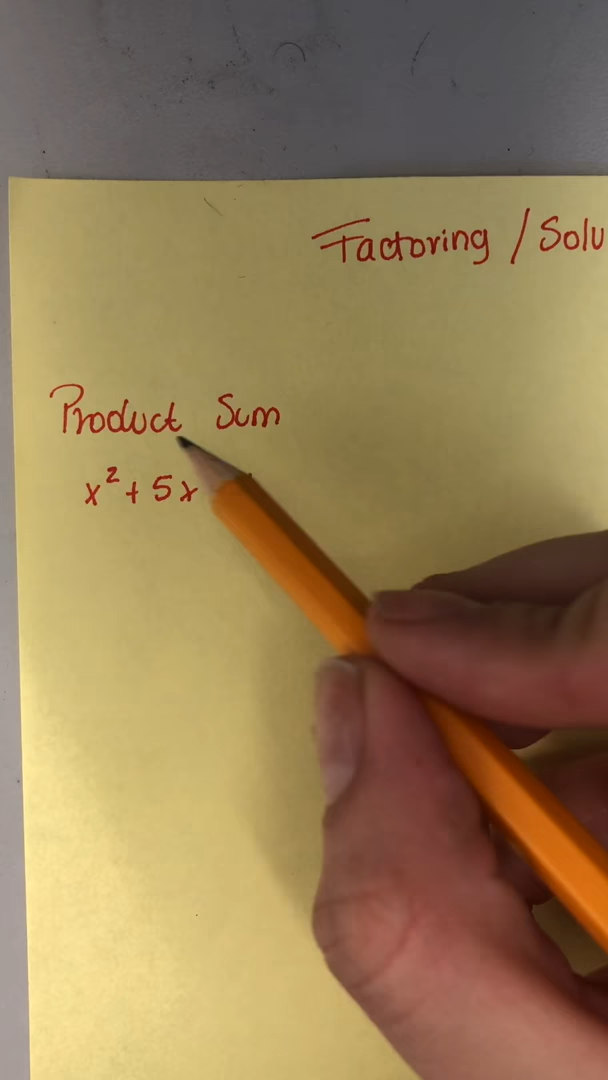 Factoring / Solu
Product Sum
x² + 5x